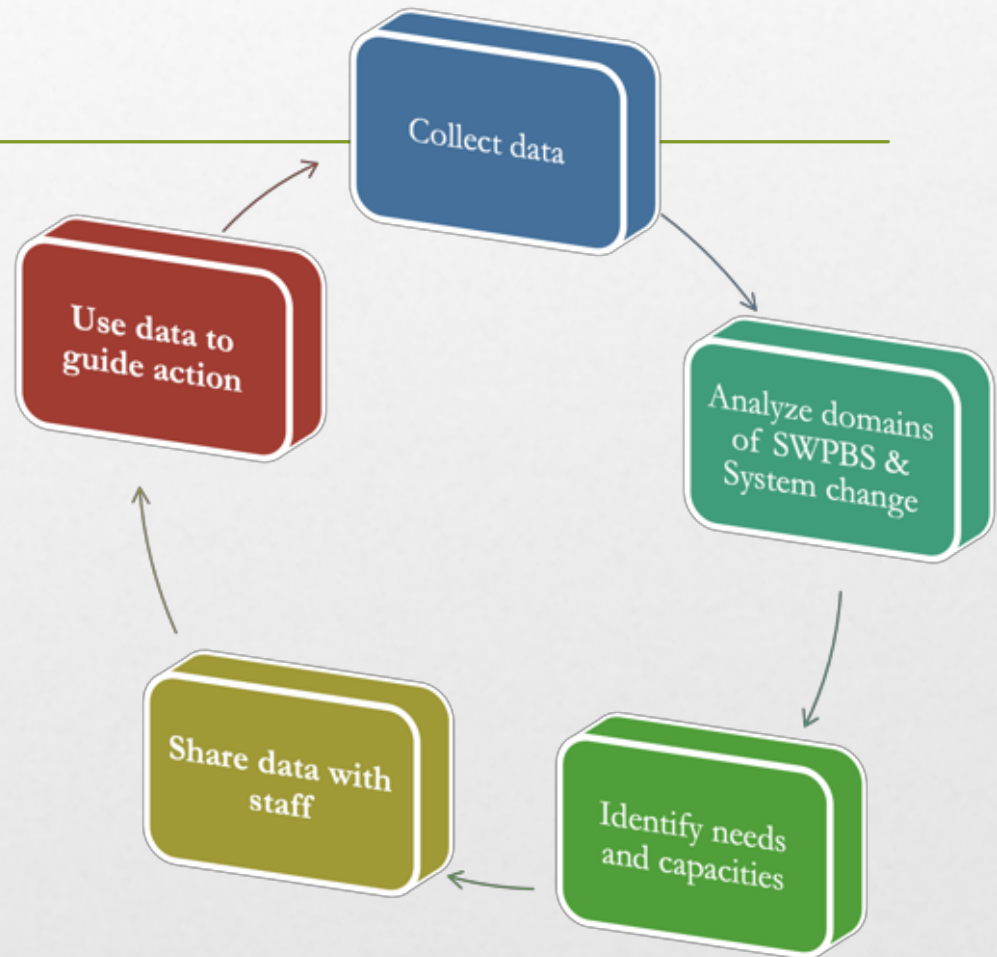 Collect data
Analyze domains
of SWPBS &
System change
Identify needs
and capacities
Share data with
staff
Use data to
guide action